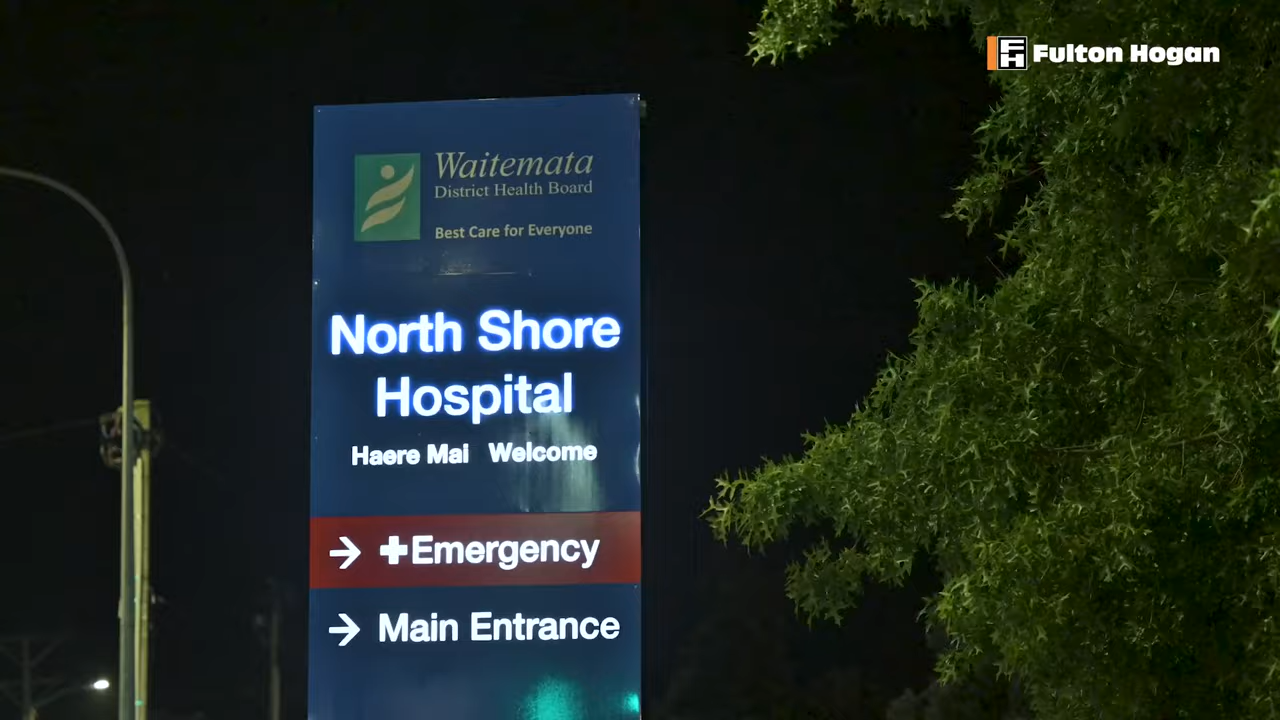 FH Fulton Hogan
Waitemata
District Health Board
Best Care for Everyone
North Shore
Hospital
Haere Mai Welcome
Emergency
Main Entrance